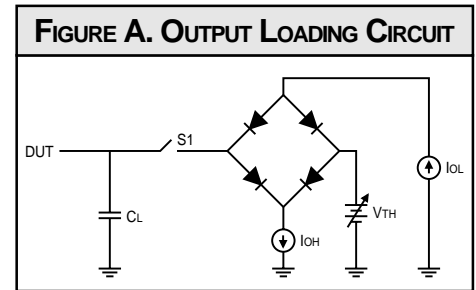 FIGURE A. OUTPUT LOADING CIRCUIT
S1
DUT
IOL
CL
VTH
IOH